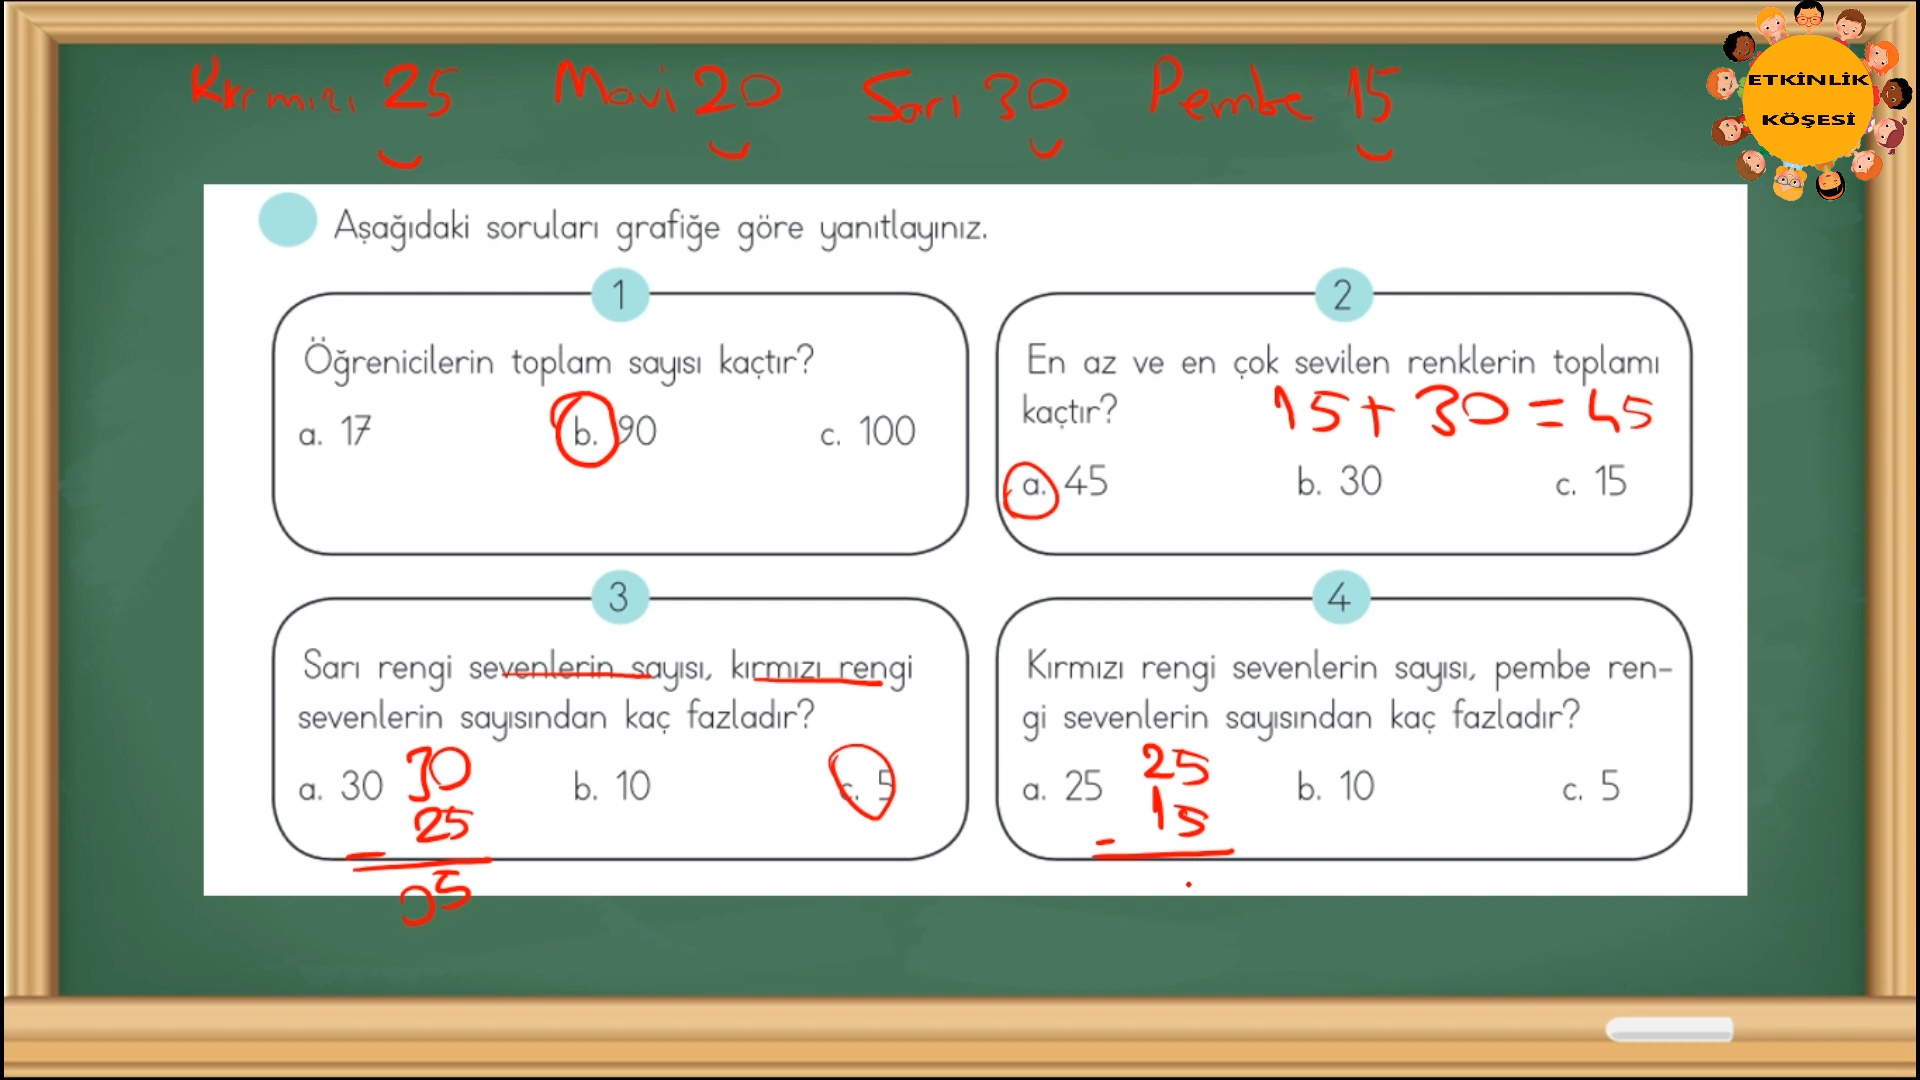 Kırmızı 25 Mavi 20 Sarı 30 Pembe 15
ETKİNLİK
KÖŞESİ
Aşağıdaki soruları grafiğe göre yanıtlayınız.
1
Öğrenicilerin toplam sayısı kaçtır?
a. 17 b. 90 c. 100
2
En az ve en çok sevilen renklerin toplamı
kaçtır? 15 + 30 = 45
a. 45 b. 30 c. 15
3
Sarı rengi sevenlerin sayısı, kırmızı rengi
sevenlerin sayısından kaç fazladır?
a. 30 b. 10 c. 5
30
25
-
05
4
Kırmızı rengi sevenlerin sayısı, pembe ren-
gi sevenlerin sayısından kaç fazladır?
a. 25 b. 10 c. 5
25
15
-